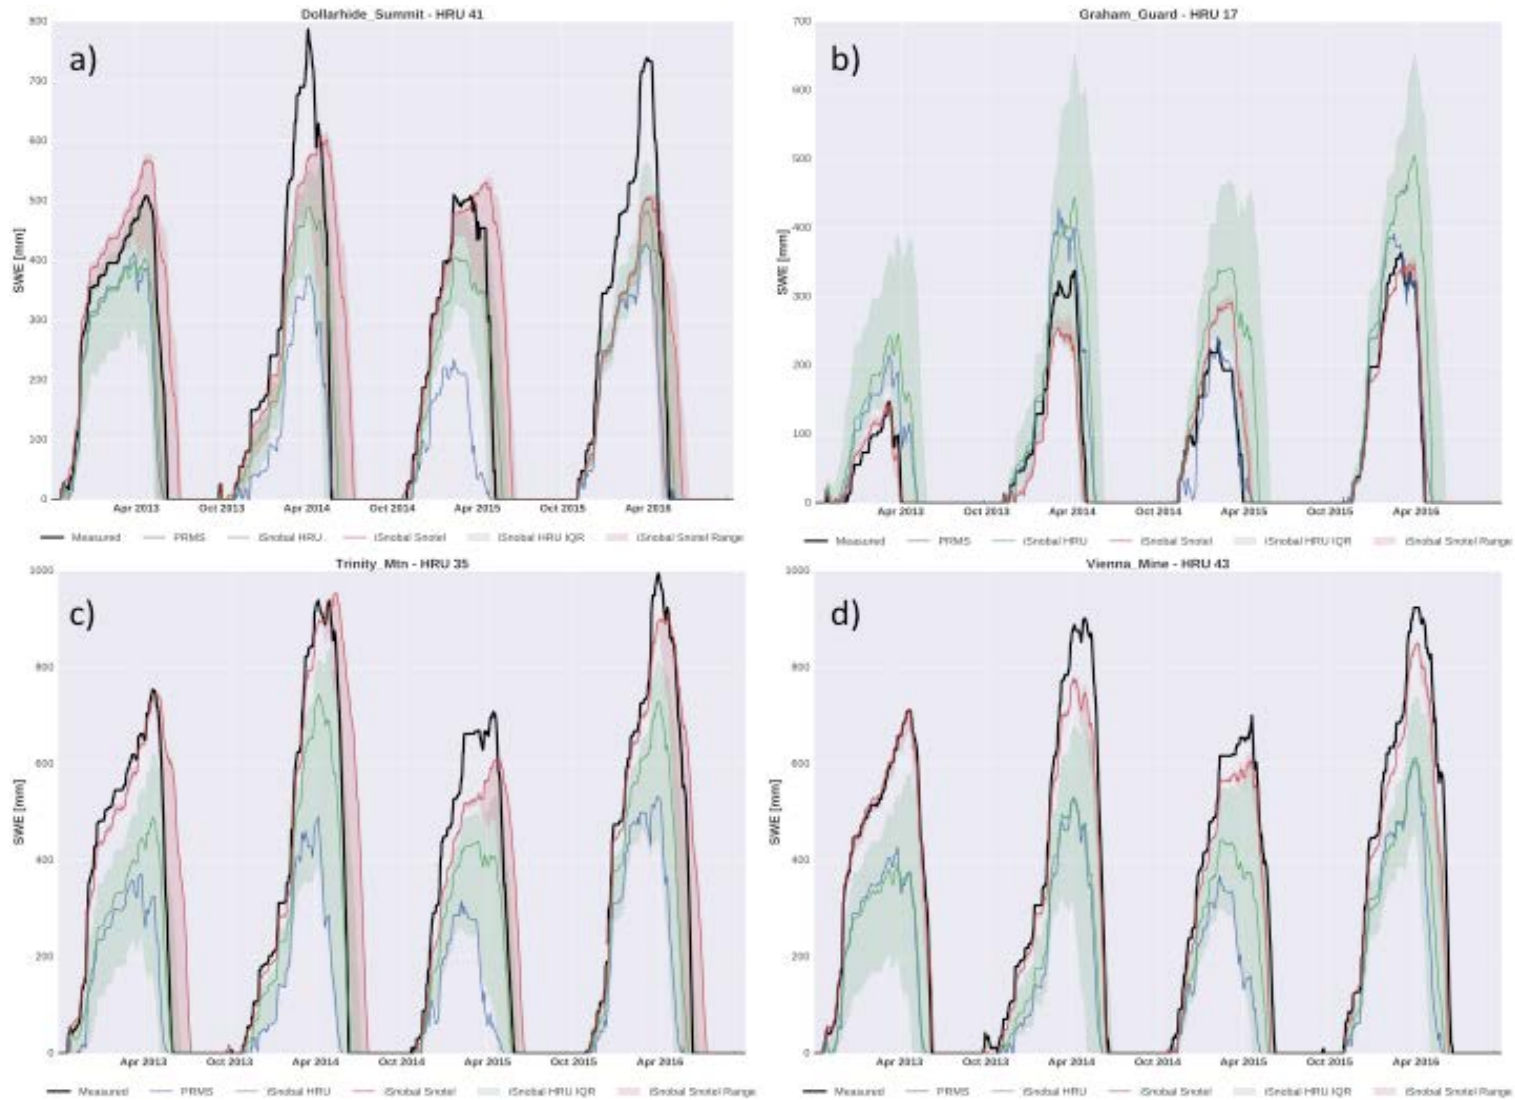 Dollarhide_Summit - HRU 41
a)
800
700
600
500
400
300
200
100
0
SWE [mm]
Apr 2013 Oct 2013 Apr 2014 Oct 2014 Apr 2015 Oct 2015 Apr 2016
Measured PRMS iSnobal HRU iSnobal Snotel iSnobal HRU IQR iSnobal Snotel Range
Graham_Guard - HRU 17
b)
700
600
500
400
300
200
100
0
SWE [mm]
Apr 2013 Oct 2013 Apr 2014 Oct 2014 Apr 2015 Oct 2015 Apr 2016
Measured PRMS iSnobal HRU iSnobal Snotel iSnobal HRU IQR iSnobal Snotel Range
Trinity_Mtn - HRU 35
c)
1000
800
600
400
200
0
SWE [mm]
Apr 2013 Oct 2013 Apr 2014 Oct 2014 Apr 2015 Oct 2015 Apr 2016
Measured PRMS iSnobal HRU iSnobal Snotel iSnobal HRU IQR iSnobal Snotel Range
Vienna_Mine - HRU 43
d)
1000
800
600
400
200
0
SWE [mm]
Apr 2013 Oct 2013 Apr 2014 Oct 2014 Apr 2015 Oct 2015 Apr 2016
Measured PRMS iSnobal HRU iSnobal Snotel iSnobal HRU IQR iSnobal Snotel Range